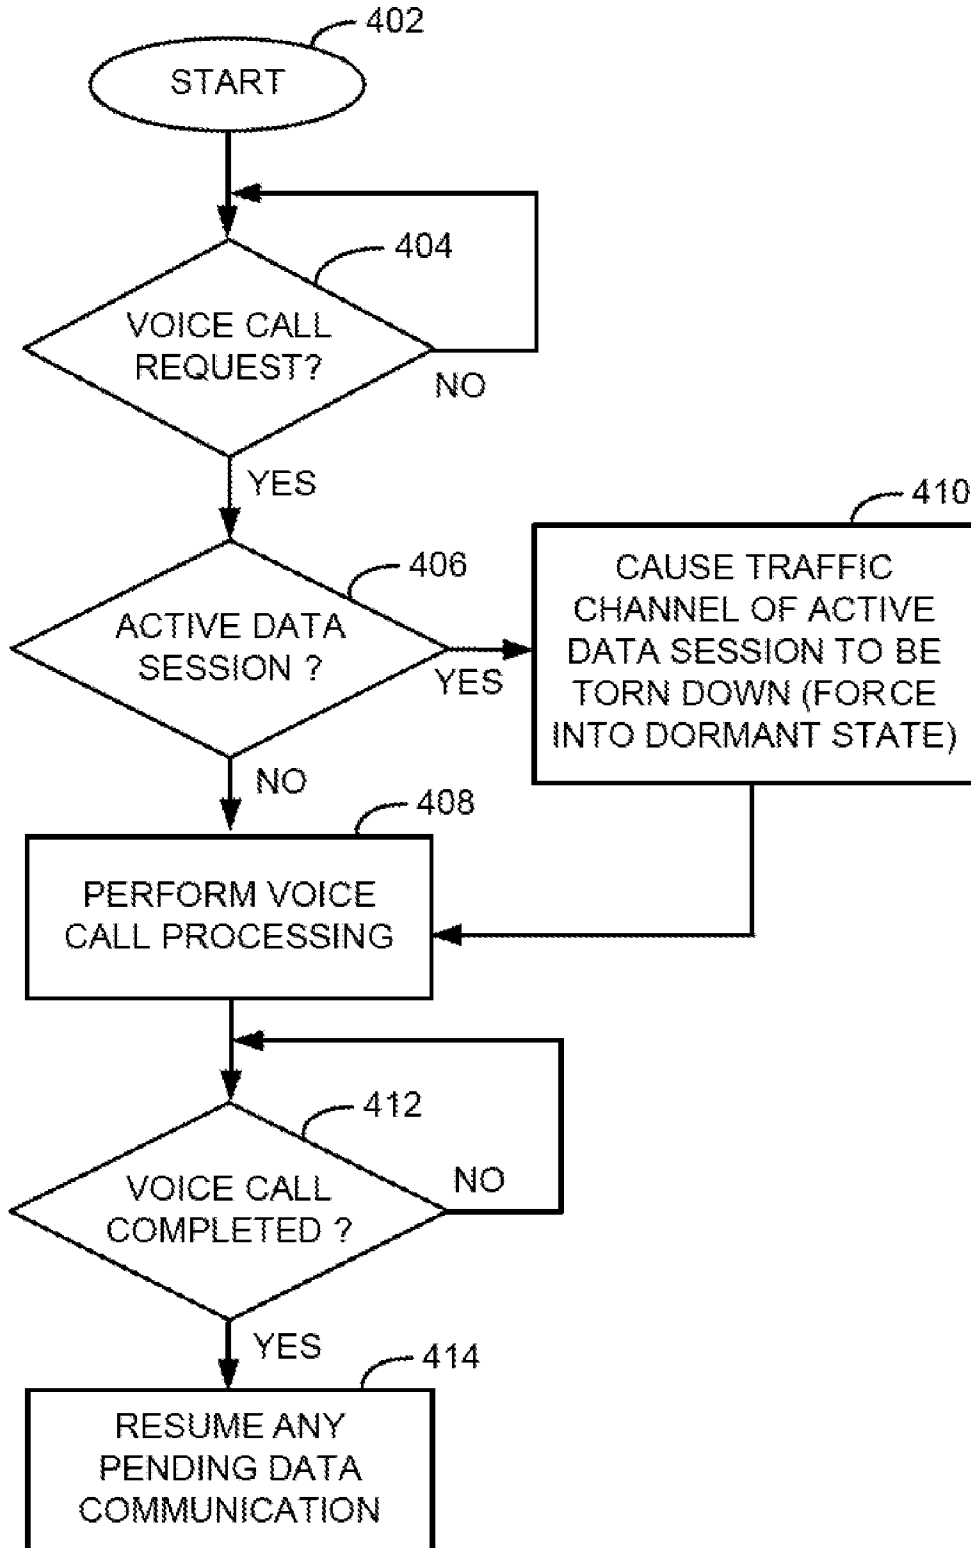 402
START
404
VOICE CALL
REQUEST?
NO
YES
406
ACTIVE DATA
SESSION ?
YES
410
CAUSE TRAFFIC
CHANNEL OF ACTIVE
DATA SESSION TO BE
TORN DOWN (FORCE
INTO DORMANT STATE)
NO
408
PERFORM VOICE
CALL PROCESSING
412
VOICE CALL
COMPLETED ?
NO
YES
414
RESUME ANY
PENDING DATA
COMMUNICATION